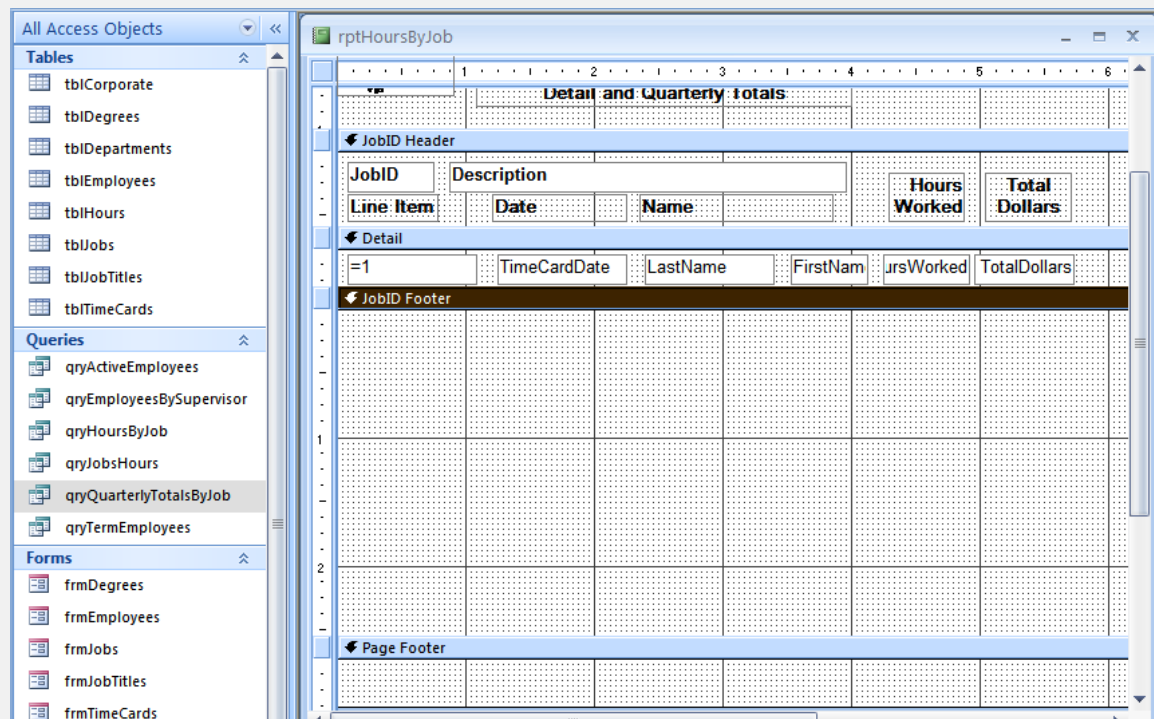 All Access Objects
Tables
tblCorporate
tblDegrees
tblDepartments
tblEmployees
tblHours
tblJobs
tblJobTitles
tblTimeCards
Queries
qryActiveEmployees
qryEmployeesBySupervisor
qryHoursByJob
qryJobsHours
qryQuarterlyTotalsByJob
qryTermEmployees
Forms
frmDegrees
frmEmployees
frmJobs
frmJobTitles
frmTimeCards
rptHoursByJob
1 2 3 4 5 6
Detail and Quarterly Totals
JobID Header
JobID Description
Hours Total
Line Item Date Name Worked Dollars
Detail
=1 TimeCardDate LastName FirstNam ursWorked TotalDollars
JobID Footer
1
2
Page Footer